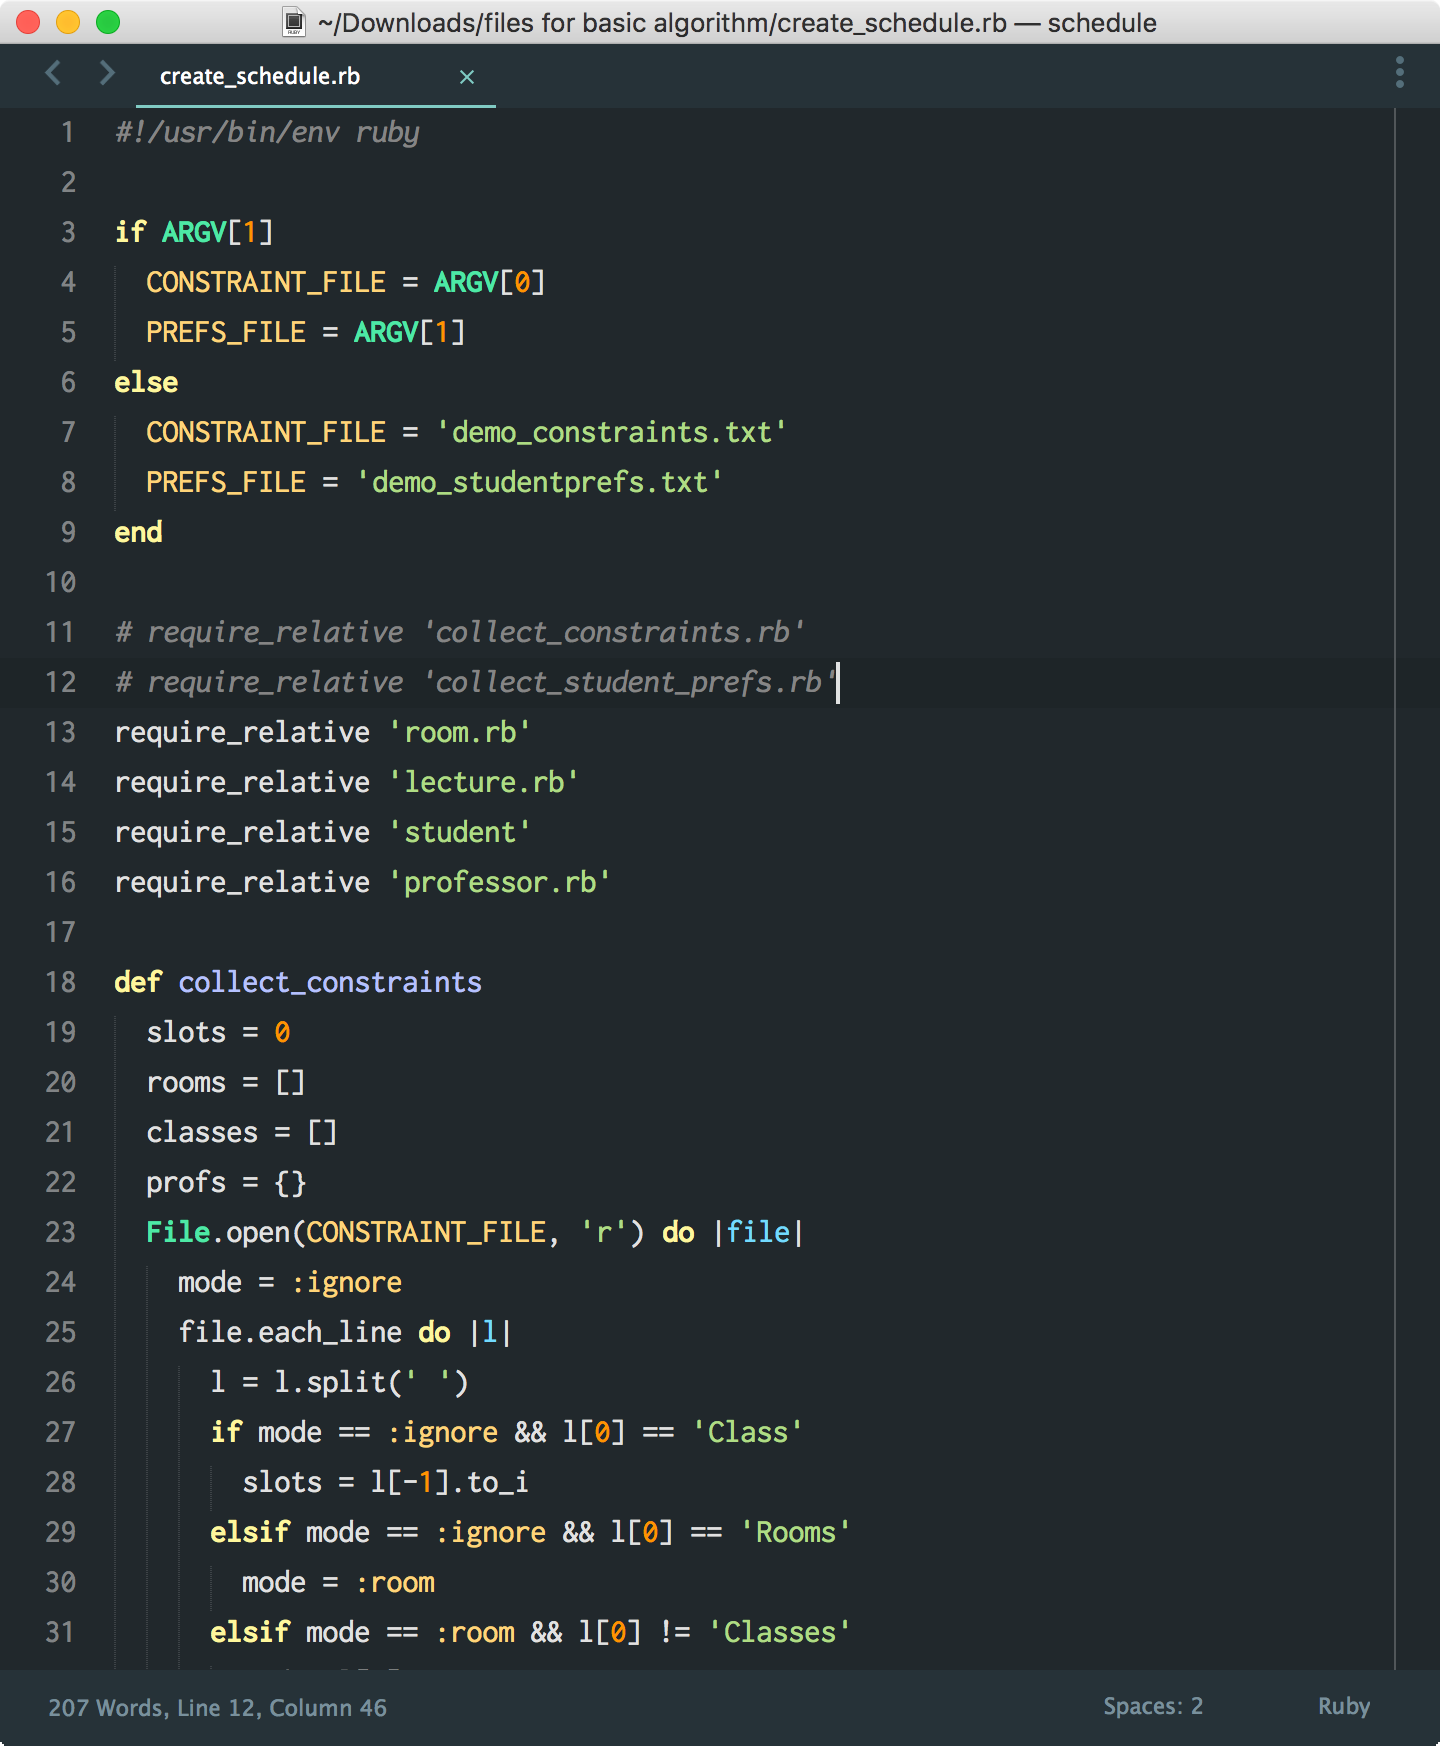 ~/Downloads/files for basic algorithm/create_schedule.rb — schedule
create_schedule.rb ×
1 #!/usr/bin/env ruby
2
3 if ARGV[1]
4   CONSTRAINT_FILE = ARGV[0]
5   PREFS_FILE = ARGV[1]
6 else
7   CONSTRAINT_FILE = 'demo_constraints.txt'
8   PREFS_FILE = 'demo_studentprefs.txt'
9 end
10
11 # require_relative 'collect_constraints.rb'
12 # require_relative 'collect_student_prefs.rb'
13 require_relative 'room.rb'
14 require_relative 'lecture.rb'
15 require_relative 'student'
16 require_relative 'professor.rb'
17
18 def collect_constraints
19   slots = 0
20   rooms = []
21   classes = []
22   profs = {}
23   File.open(CONSTRAINT_FILE, 'r') do |file|
24     mode = :ignore
25     file.each_line do |l|
26       l = l.split(' ')
27       if mode == :ignore && l[0] == 'Class'
28         slots = l[-1].to_i
29       elsif mode == :ignore && l[0] == 'Rooms'
30         mode = :room
31       elsif mode == :room && l[0] != 'Classes'
207 Words, Line 12, Column 46 Spaces: 2 Ruby